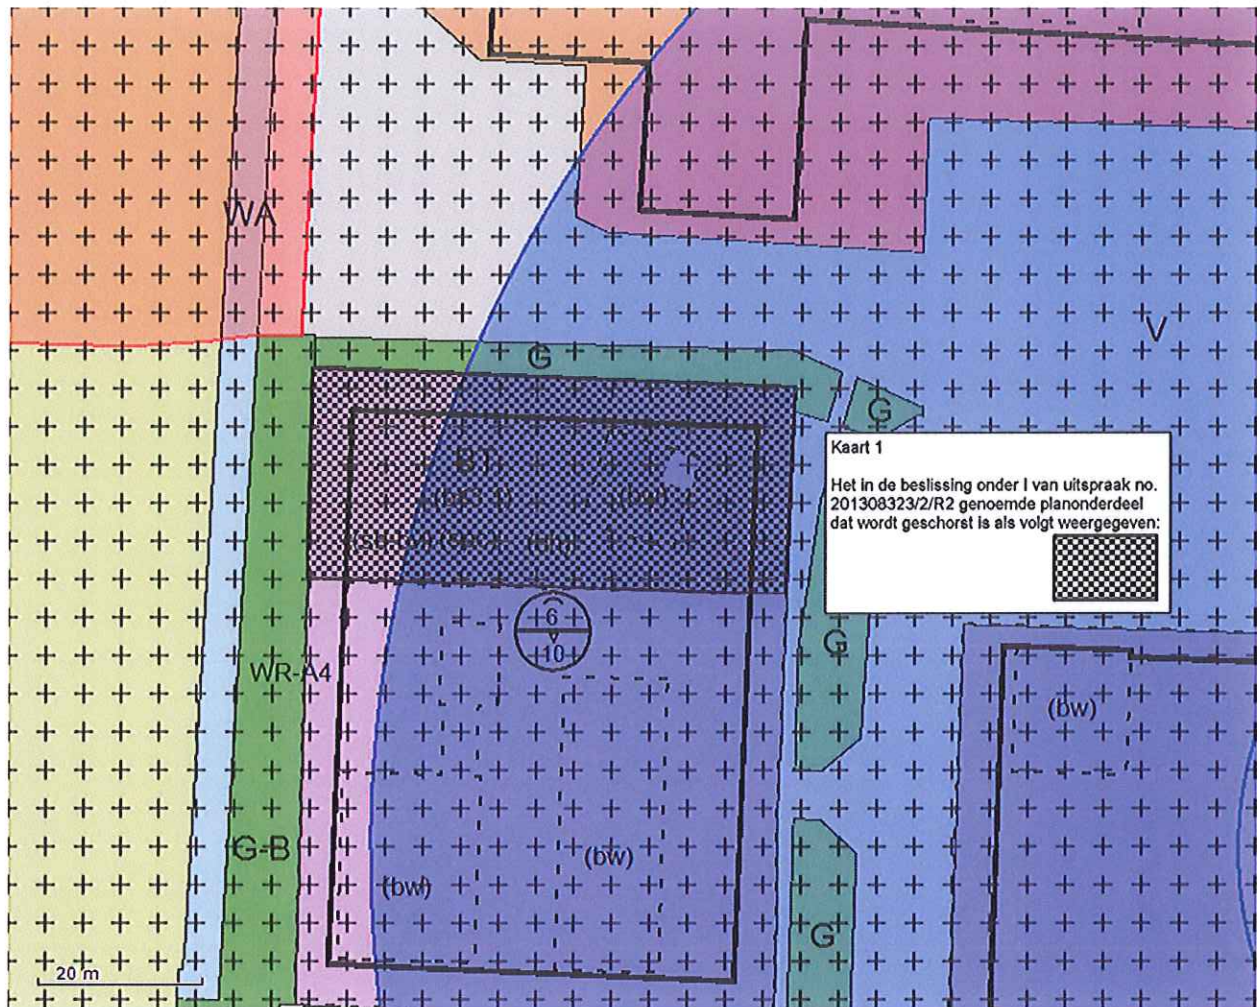 WA
V
G
G
Kaart 1
Het in de beslissing onder I van uitspraak no.
201308323/2/R2 genoemde planonderdeel
dat wordt geschorst is als volgt weergegeven:
(bw)
6
10
G
WR-A4
(bw)
G-B
(bw)
(bw)
G
20 m